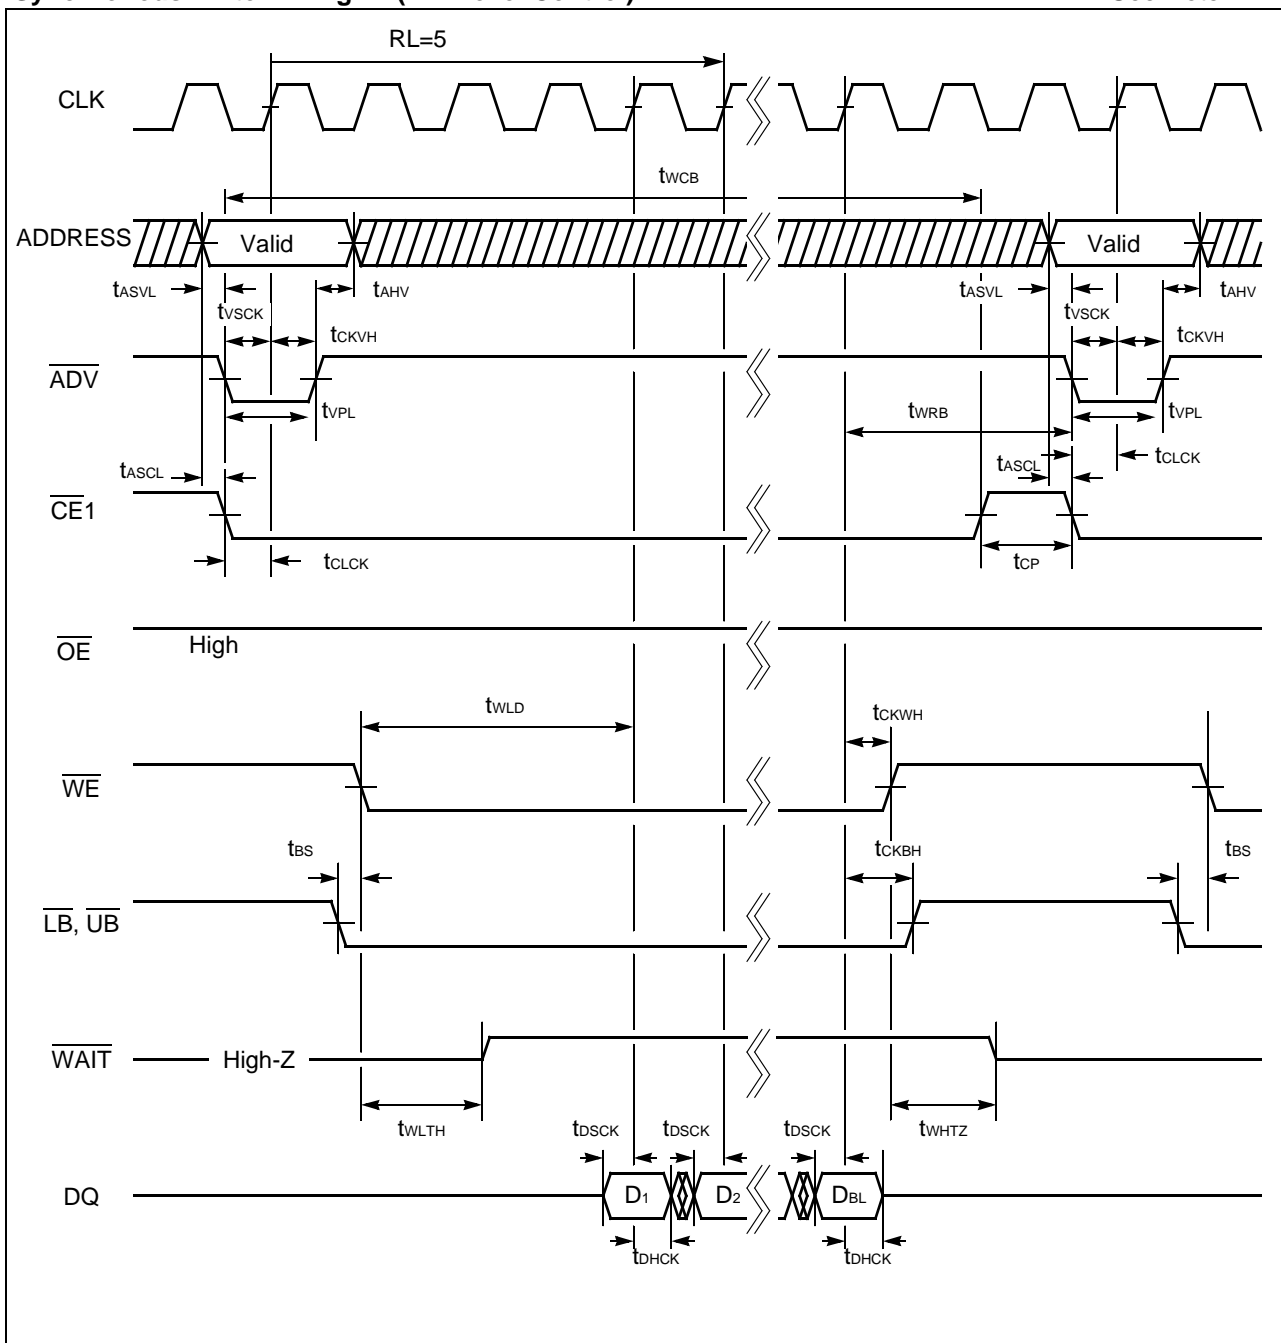 RL=5
CLK
tWCB
ADDRESS Valid Valid
tASVL tAHV tASVL tAHV
tVSCK tCKVH tVSCK tCKVH
ADV
tVPL tWRB tVPL
tASCL tASCL tCLCK
CE1
tCLCK tCP
OE High
tWLD tCKWH
WE
tBS tCKBH tBS
LB, UB
WAIT High-Z
tWLTH tWHTZ
tDSCK tDSCK tDSCK
DQ D1 D2 DBL
tDHCK tDHCK